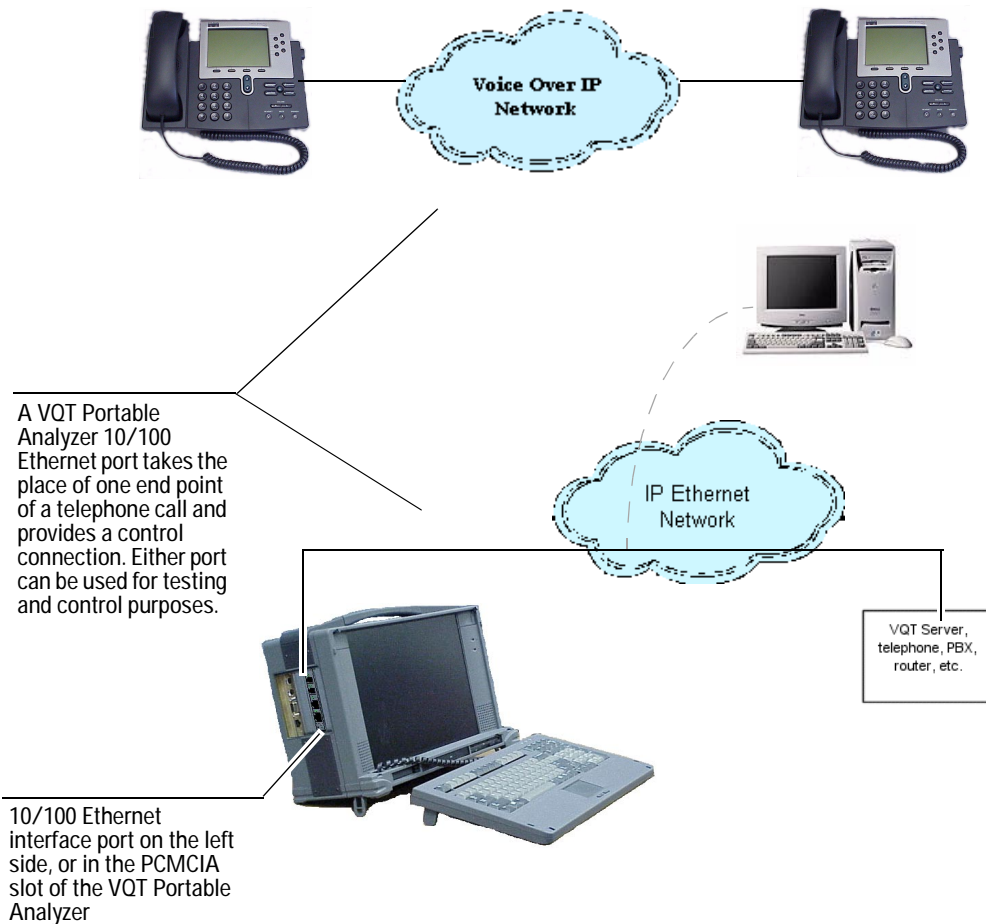 Voice Over IP
Network
A VQT Portable
Analyzer 10/100
Ethernet port takes the
place of one end point
of a telephone call and
provides a control
connection. Either port
can be used for testing
and control purposes.
IP Ethernet
Network
VQT Server,
telephone, PBX,
router, etc.
10/100 Ethernet
interface port on the left
side, or in the PCMCIA
slot of the VQT Portable
Analyzer